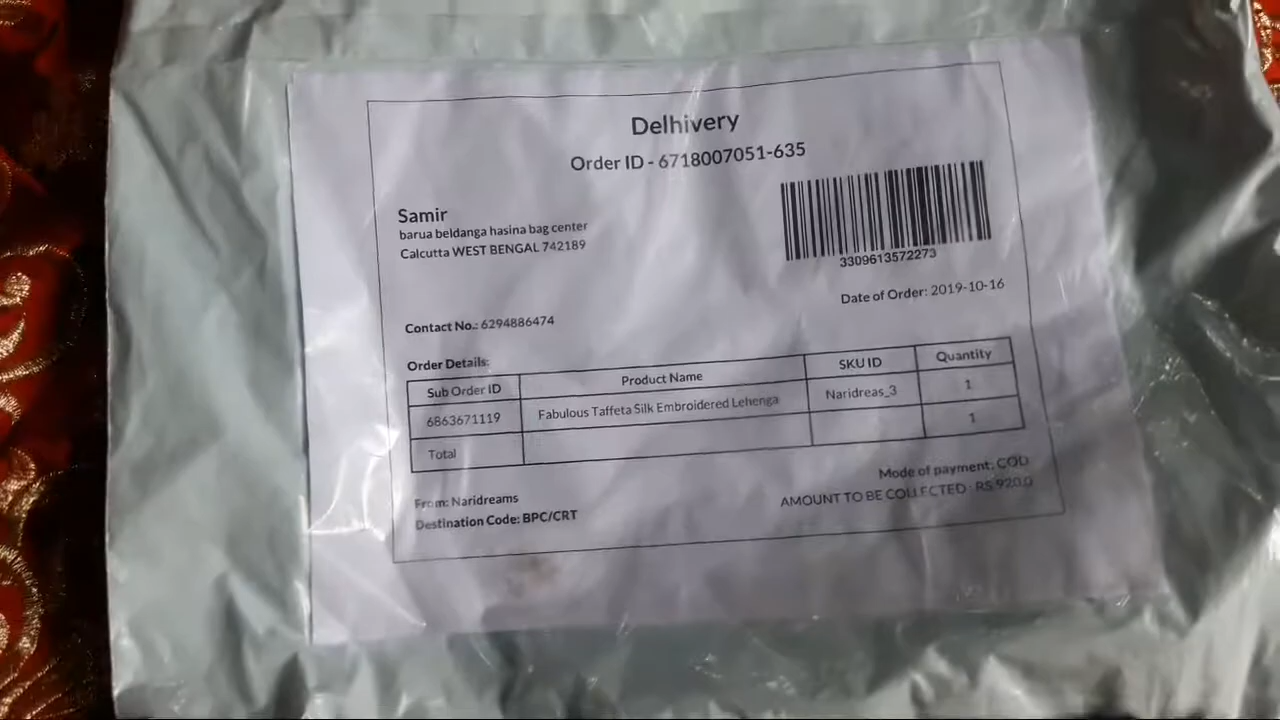 Delhivery
Order ID - 6718007051-635
Samir
barua beldanga hasina bag center
Calcutta WEST BENGAL 742189
3309613572273
Date of Order: 2019-10-16
Contact No.: 6294886474
Order Details:
Sub Order ID Product Name SKU ID Quantity
6863671119 Fabulous Taffeta Silk Embroidered Lehenga Naridreas_3 1
Total 1
Mode of payment: COD
AMOUNT TO BE COLLECTED : RS 920.0
From: Naridreams
Destination Code: BPC/CRT